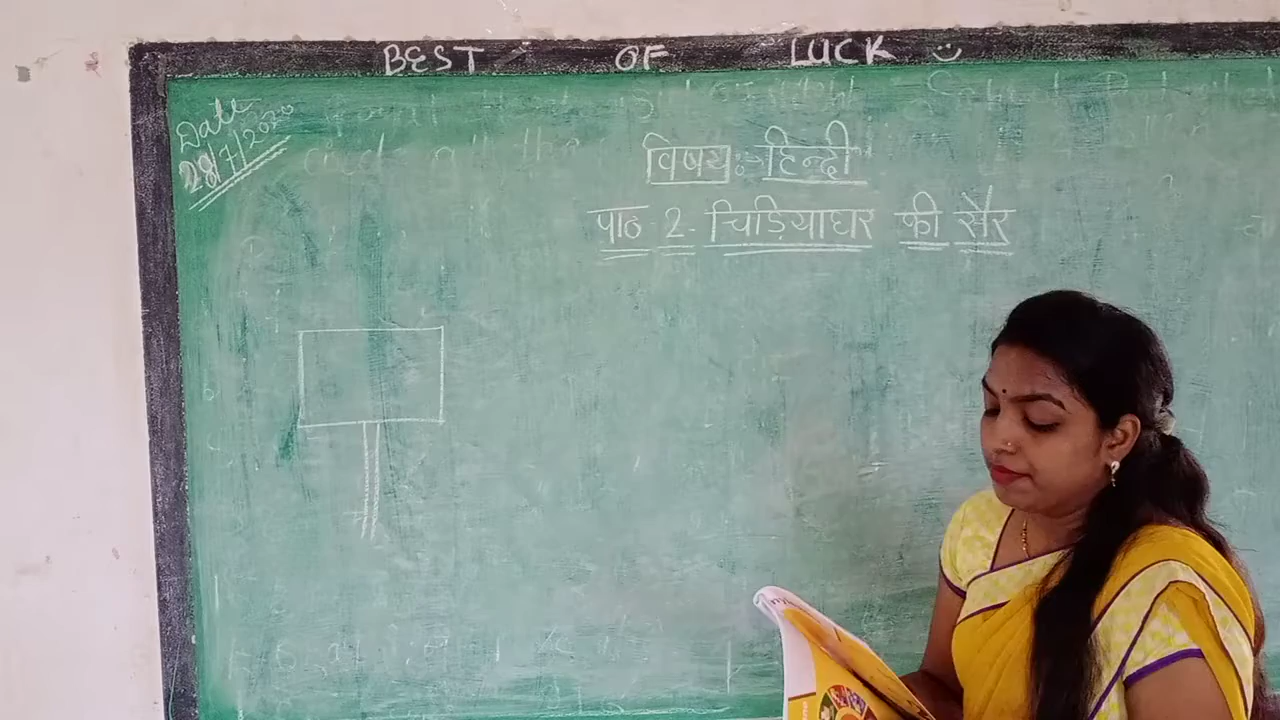 BEST OF LUCK
Date
28/7/2020
विषय :- हिन्दी
पाठ - 2 - चिड़ियाघर की सैर